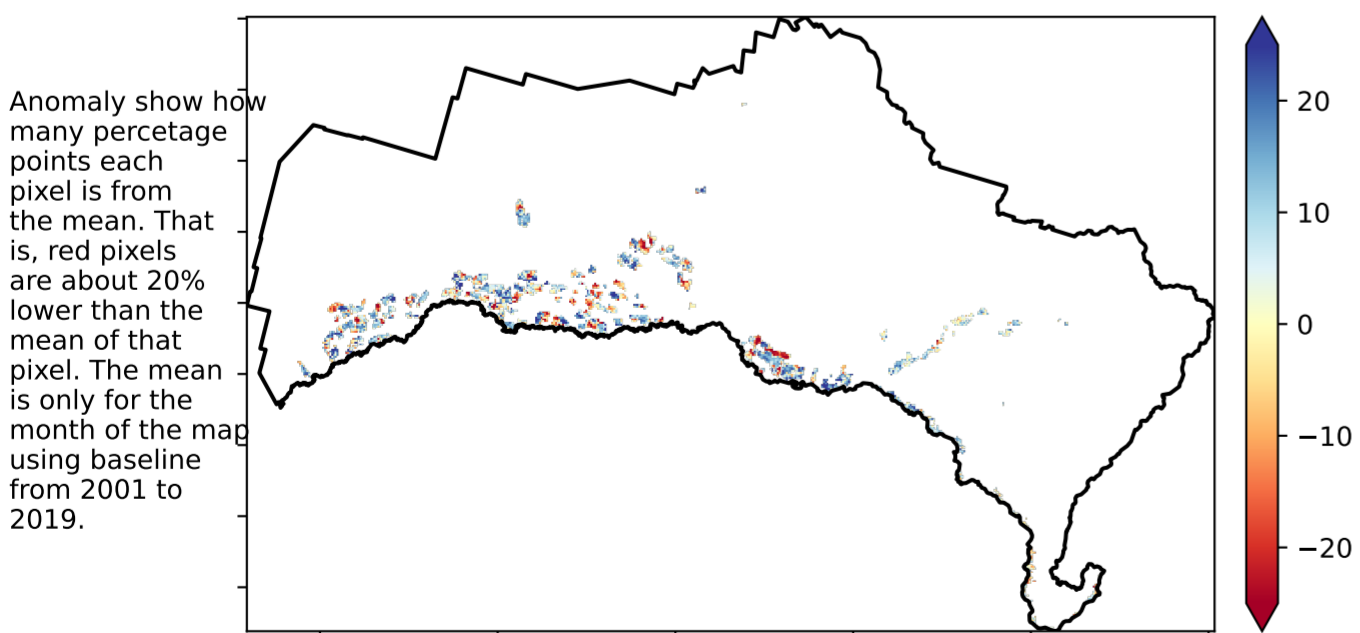 Anomaly show how
many percetage
points each
pixel is from
the mean. That
is, red pixels
are about 20%
lower than the
mean of that
pixel. The mean
is only for the
month of the map
using baseline
from 2001 to
2019.
20
10
0
−10
−20